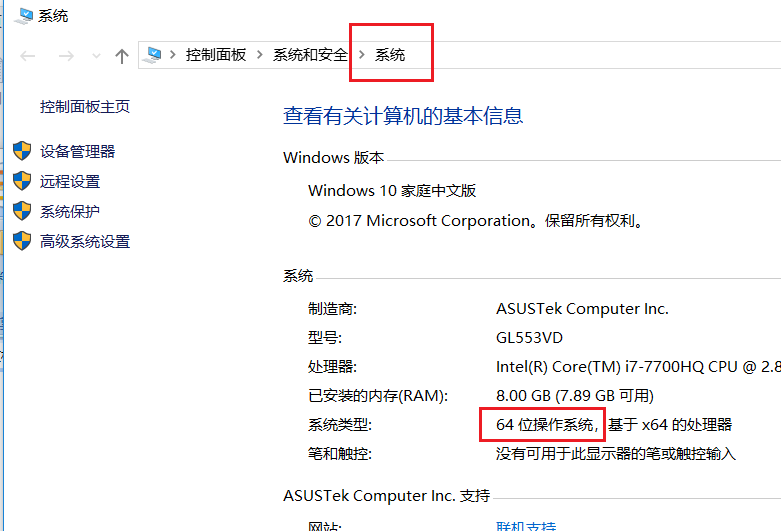 系统
控制面板 > 系统和安全 > 系统
控制面板主页
设备管理器
远程设置
系统保护
高级系统设置
查看有关计算机的基本信息
Windows 版本
Windows 10 家庭中文版
© 2017 Microsoft Corporation。保留所有权利。
系统
制造商: ASUSTek Computer Inc.
型号: GL553VD
处理器: Intel(R) Core(TM) i7-7700HQ CPU @ 2.8
已安装的内存(RAM): 8.00 GB (7.89 GB 可用)
系统类型: 64 位操作系统，基于 x64 的处理器
笔和触控: 没有可用于此显示器的笔或触控输入
ASUSTek Computer Inc. 支持
网站: 联机支持